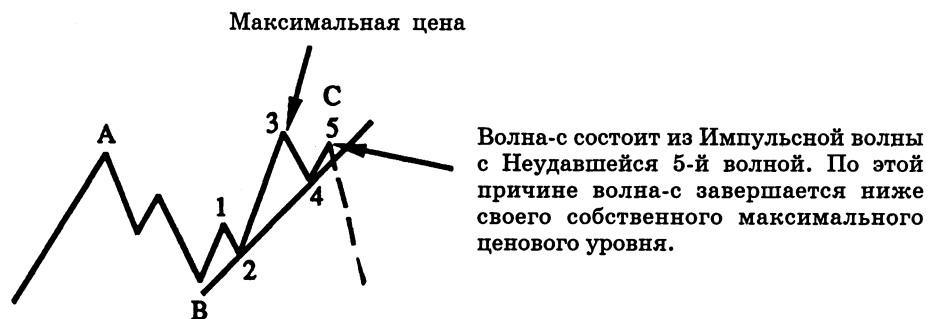 Максимальная цена
A
3
C
5
1
4
2
B
Волна-с состоит из Импульсной волны
с Неудавшейся 5-й волной. По этой
причине волна-с завершается ниже
своего собственного максимального
ценового уровня.